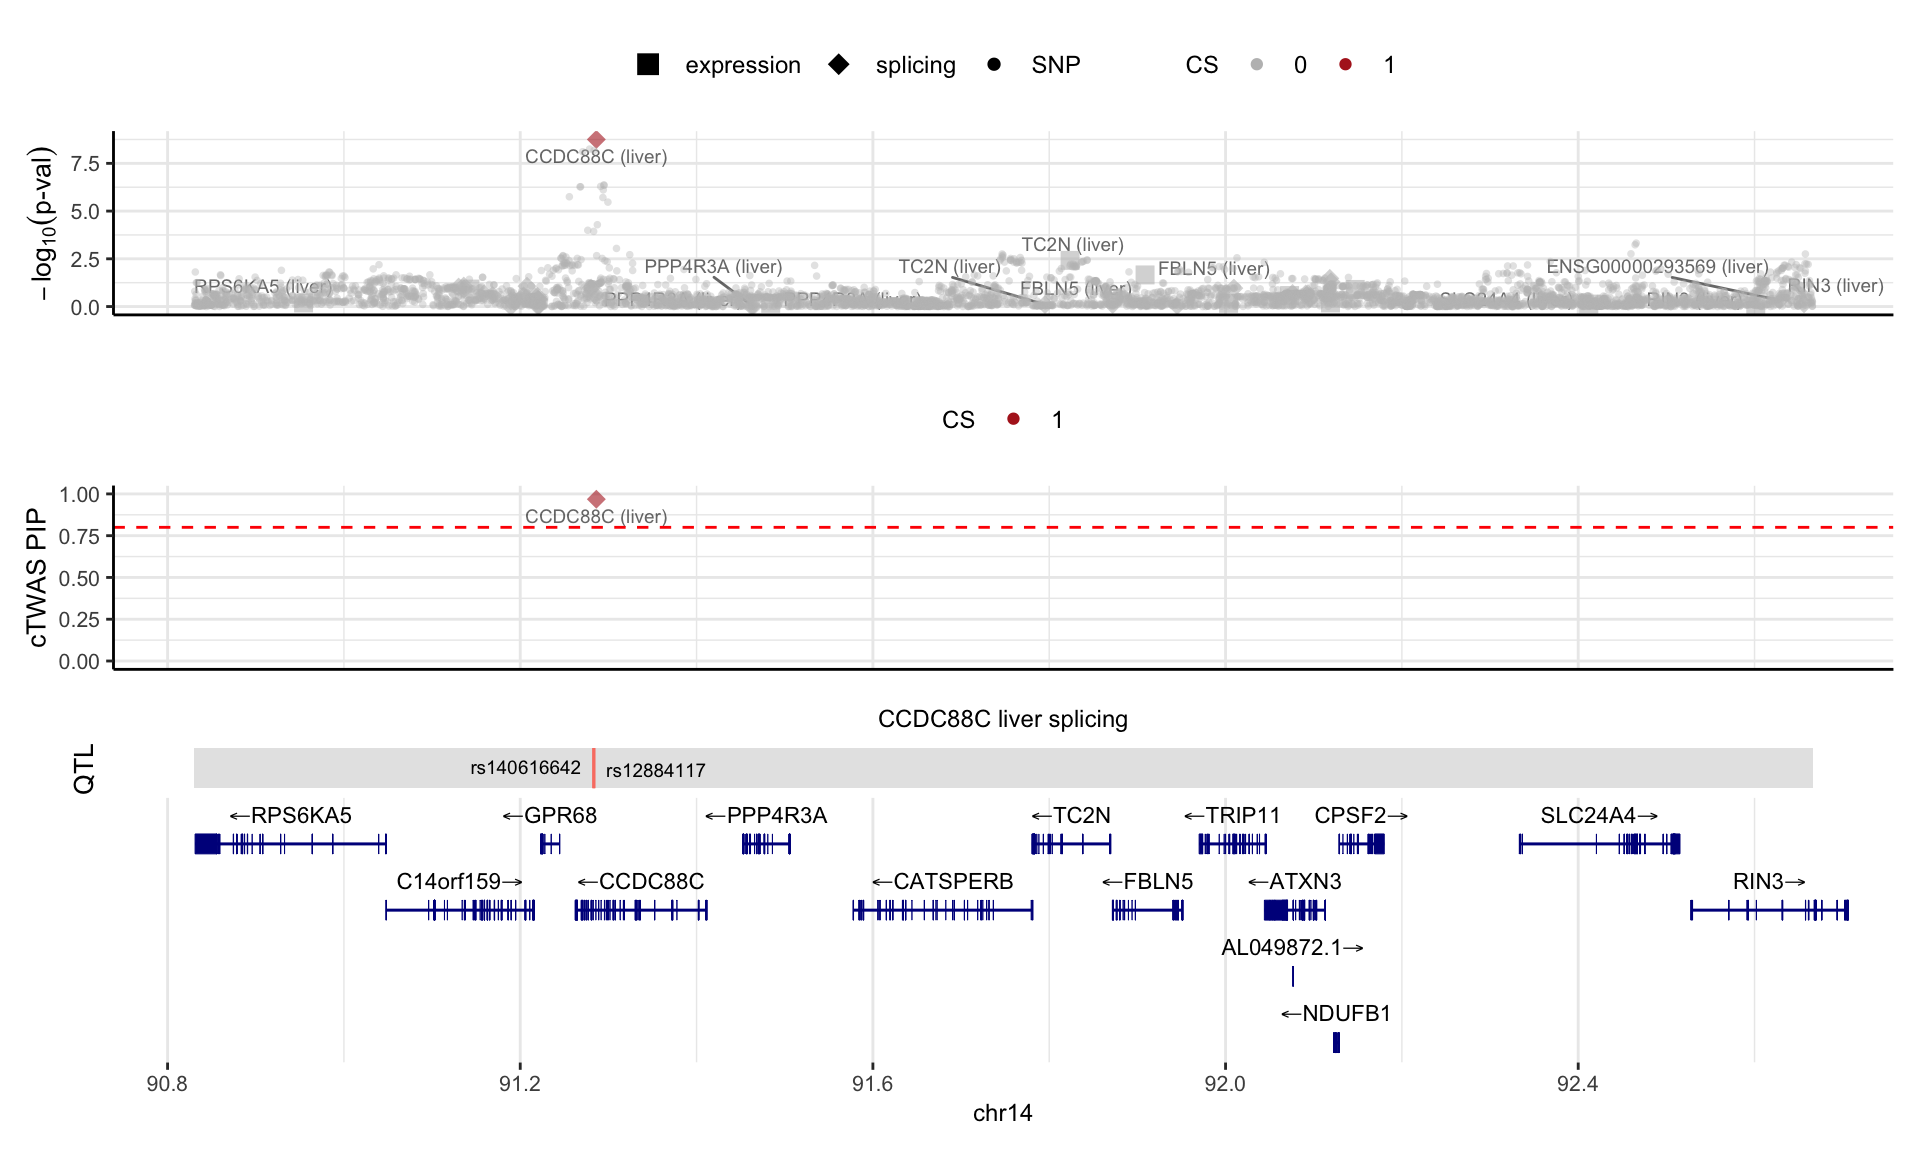 expression splicing SNP CS 0 1
−log10(p-val)
7.5
5.0
2.5
0.0
CCDC88C (liver)
TC2N (liver)
PPP4R3A (liver)
TC2N (liver)
FBLN5 (liver)
ENSG00000293569 (liver)
RPS6KA5 (liver)
FBLN5 (liver)
RIN3 (liver)
CS 1
cTWAS PIP
1.00
0.75
0.50
0.25
0.00
CCDC88C (liver)
CCDC88C liver splicing
QTL
rs140616642 rs12884117
←RPS6KA5 ←GPR68 ←PPP4R3A ←TC2N ←TRIP11 CPSF2→ SLC24A4→
C14orf159→ ←CCDC88C ←CATSPERB ←FBLN5 ←ATXN3 RIN3→
AL049872.1→
←NDUFB1
90.8 91.2 91.6 92.0 92.4
chr14